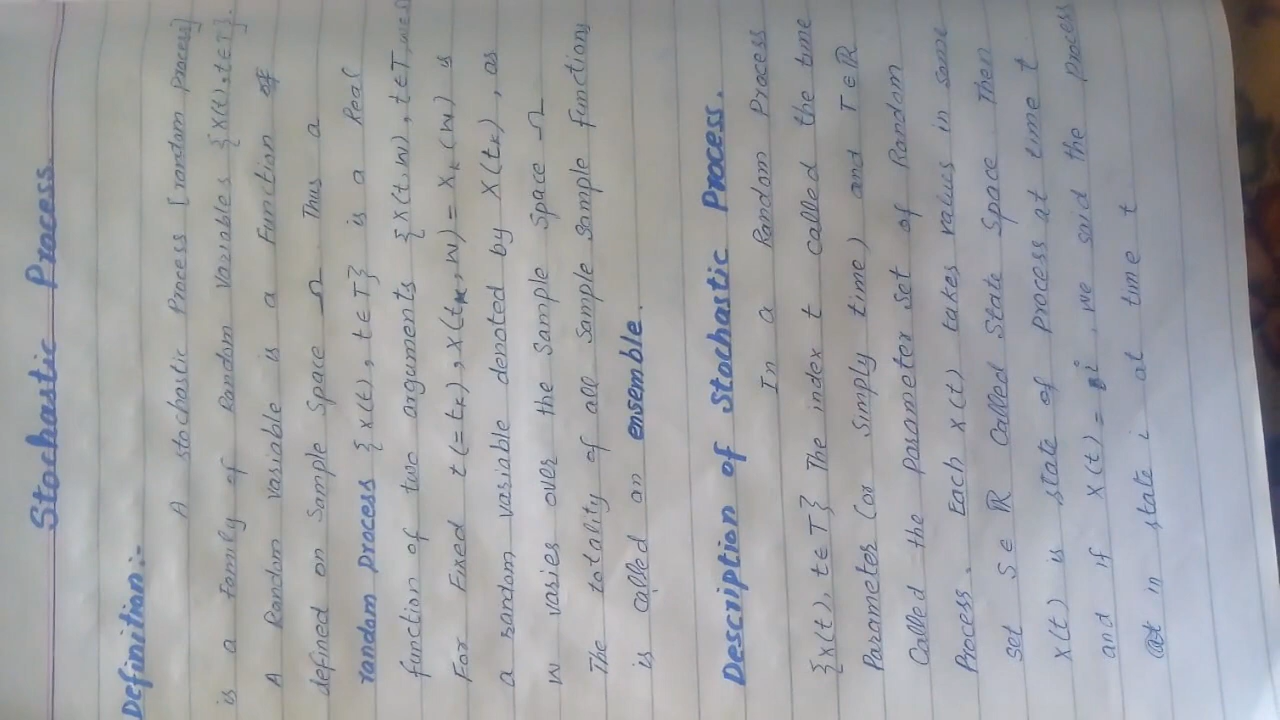 Stochastic Process
Definition:-
A stochastic Process [random process]
is a Family of Random Variables {X(t), t∈T}.
A Random variable is a Function of
defined on Sample Space Ω Thus a
random process {x(t), t∈T} is a Real
function of two arguments {x(t,w), t∈T, w∈Ω
For Fixed t(=tk), X(tk, w) = Xk(w) is
a random variable denoted by X(tk), as
w varies over the Sample Space Ω
The totality of all Sample Sample functions
is called an ensemble.
Description of Stochastic Process.
In a Random Process
{x(t), t∈T} The index t called the time
Parameter (or Simply time) and T∈ℝ
Called the parameter set of Random
Process. Each x(t) takes values in some
Set S∈ℝ Called State Space Then
X(t) is state of process at time t
and if X(t) = i, we said the process
at in state i at time t